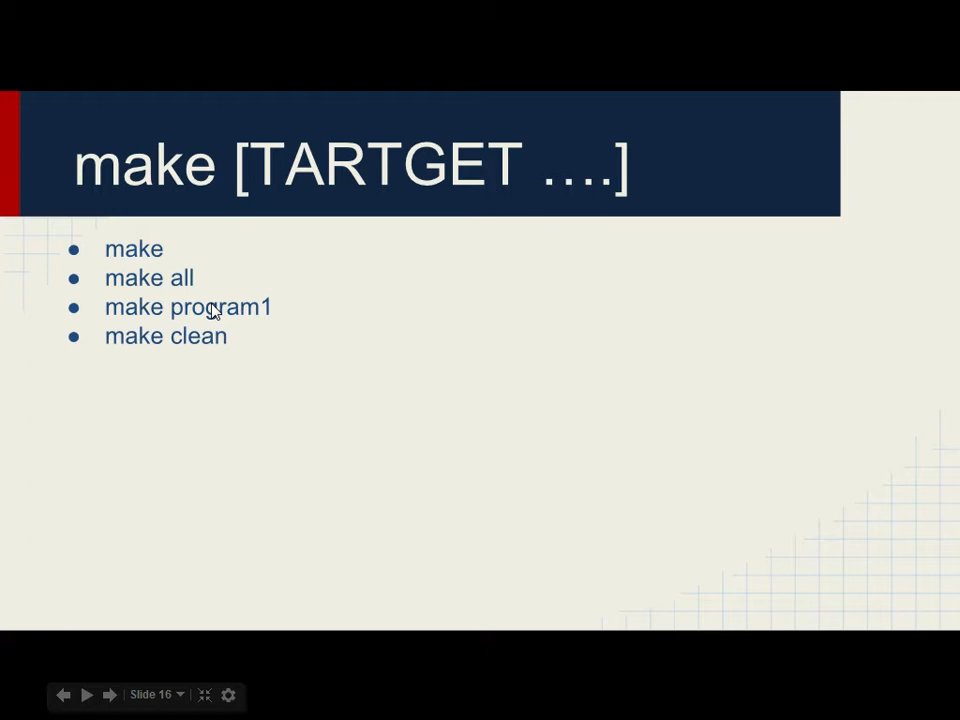 make [TARTGET ....]
● make
● make all
● make program1
● make clean
Slide 16